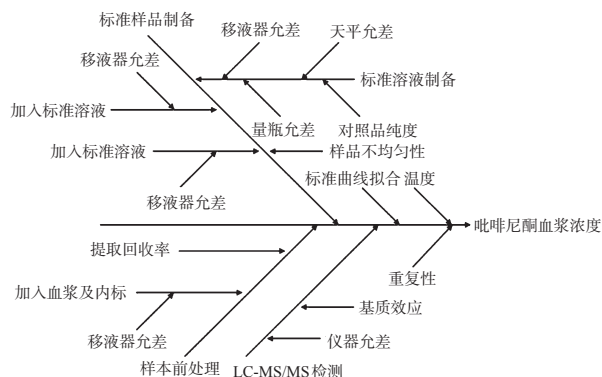 标准样品制备
移液器允差
天平允差
移液器允差
标准溶液制备
加入标准溶液
量瓶允差
对照品纯度
加入标准溶液
样品不均匀性
标准曲线拟合 温度
移液器允差
吡啡尼酮血浆浓度
提取回收率
重复性
加入血浆及内标
基质效应
移液器允差
仪器允差
样本前处理
LC-MS/MS 检测